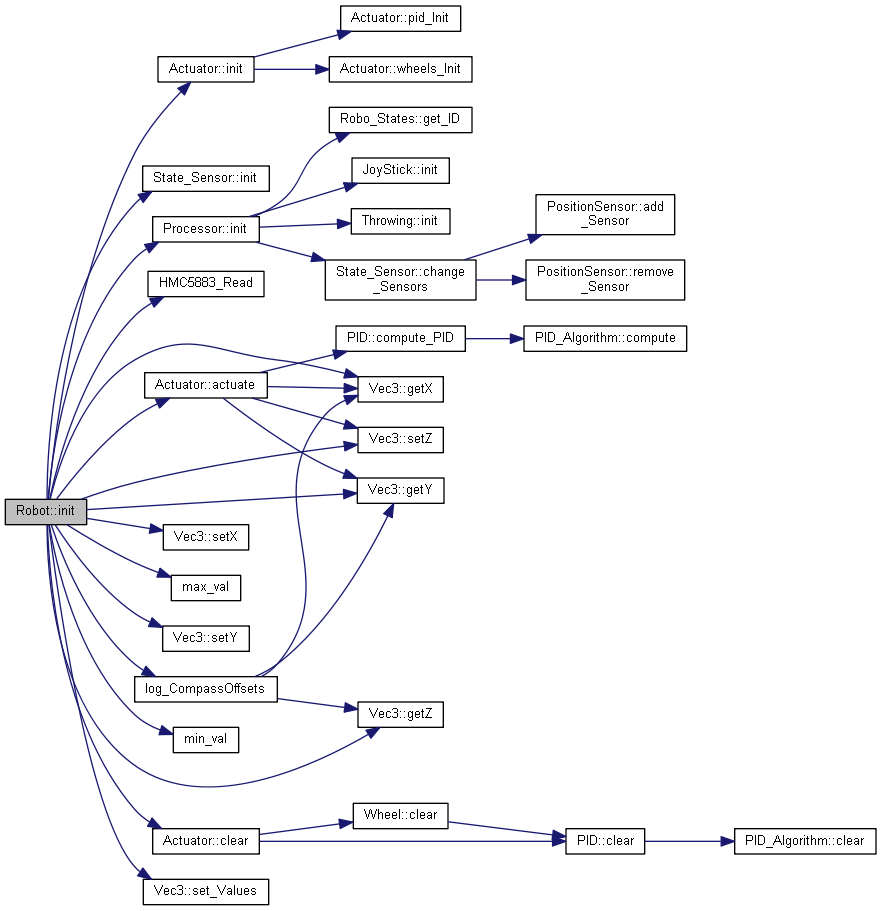 Actuator::pid_Init
Actuator::init
Actuator::wheels_Init
Robo_States::get_ID
JoyStick::init
State_Sensor::init
Throwing::init
Processor::init
PositionSensor::add
_Sensor
State_Sensor::change
_Sensors
PositionSensor::remove
_Sensor
HMC5883_Read
PID::compute_PID
PID_Algorithm::compute
Actuator::actuate
Vec3::getX
Vec3::setZ
Vec3::getY
Robot::init
Vec3::setX
max_val
Vec3::setY
log_CompassOffsets
Vec3::getZ
min_val
Wheel::clear
Actuator::clear
PID::clear
PID_Algorithm::clear
Vec3::set_Values